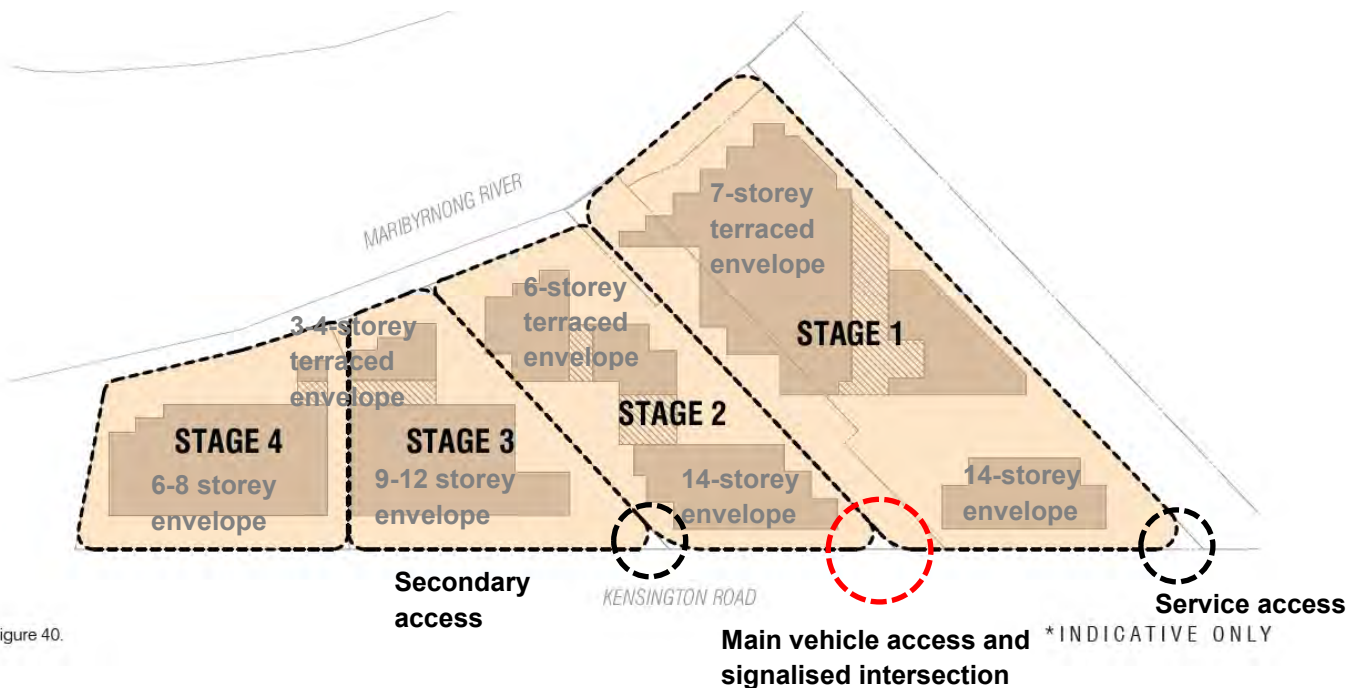 MARIBYRNONG RIVER
7-storey
terraced
envelope
6-storey
terraced
envelope
3-4-storey
terraced
envelope
STAGE 1
STAGE 2
STAGE 4
STAGE 3
6-8 storey
envelope
9-12 storey
envelope
14-storey
envelope
14-storey
envelope
Secondary
access
KENSINGTON ROAD
Service access
Main vehicle access and
signalised intersection
*INDICATIVE ONLY
igure 40.